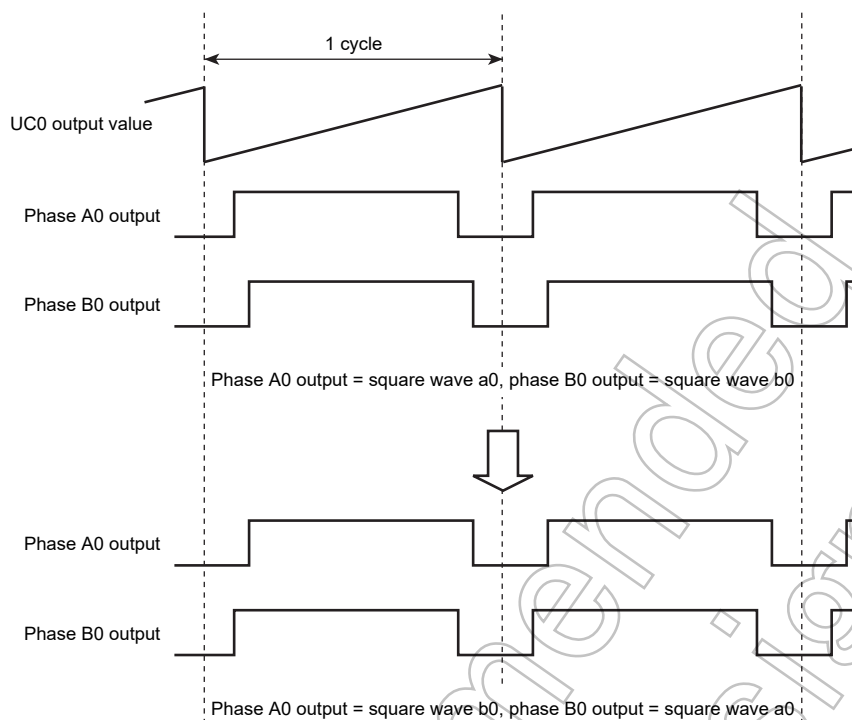 1 cycle
UC0 output value
Phase A0 output
Phase B0 output
Phase A0 output = square wave a0, phase B0 output = square wave b0
Phase A0 output
Phase B0 output
Phase A0 output = square wave b0, phase B0 output = square wave a0